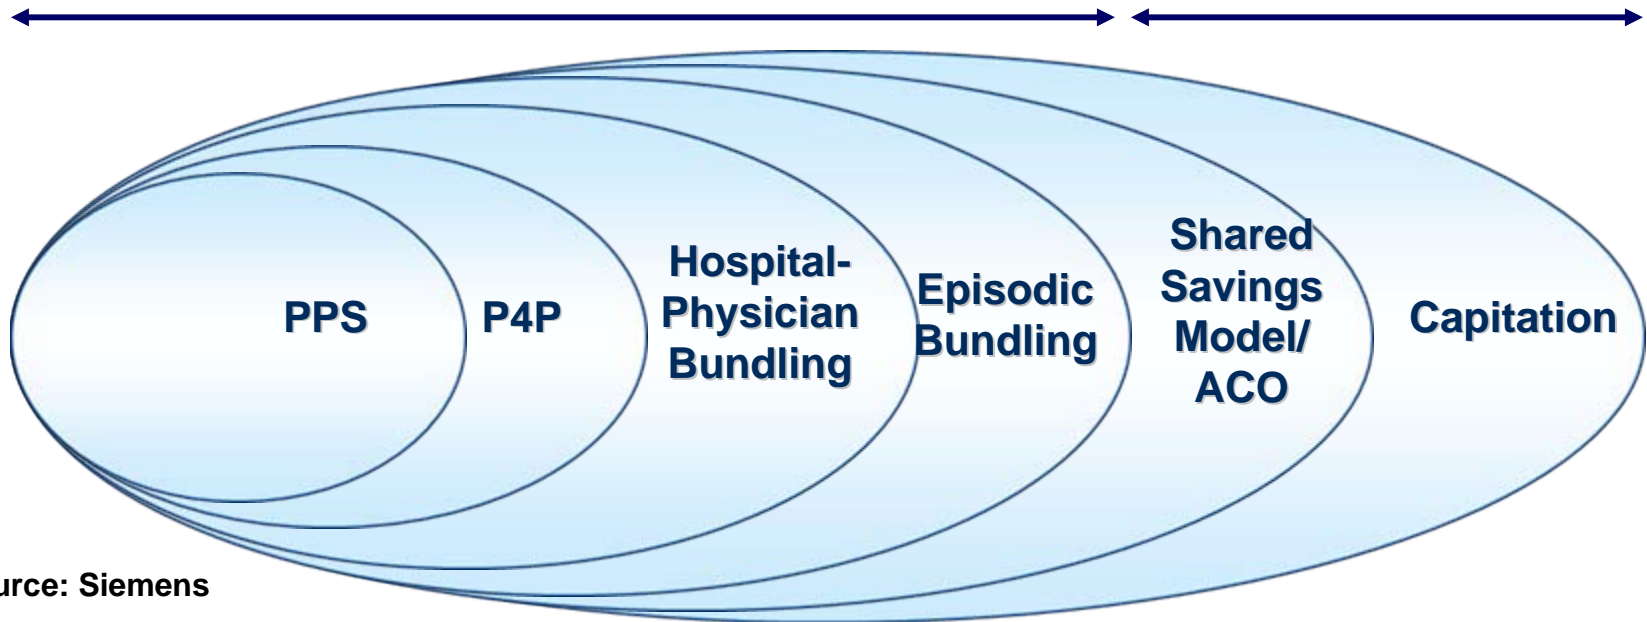 PPS
P4P
Hospital-
Physician
Bundling
Episodic
Bundling
Shared
Savings
Model/
ACO
Capitation
urce: Siemens